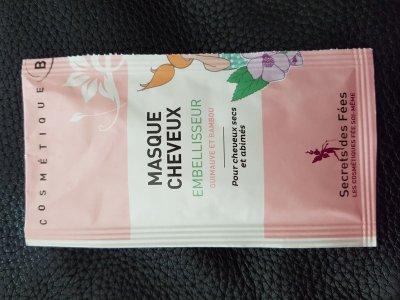 COSMÉTIQUE B
MASQUE
CHEVEUX
EMBELLISSEUR
GUIMAUVE ET BAMBOU
Pour cheveux secs
et abîmés
Secrets des Fées
LES COSMÉTIQUES FÉE SOI-MÊME